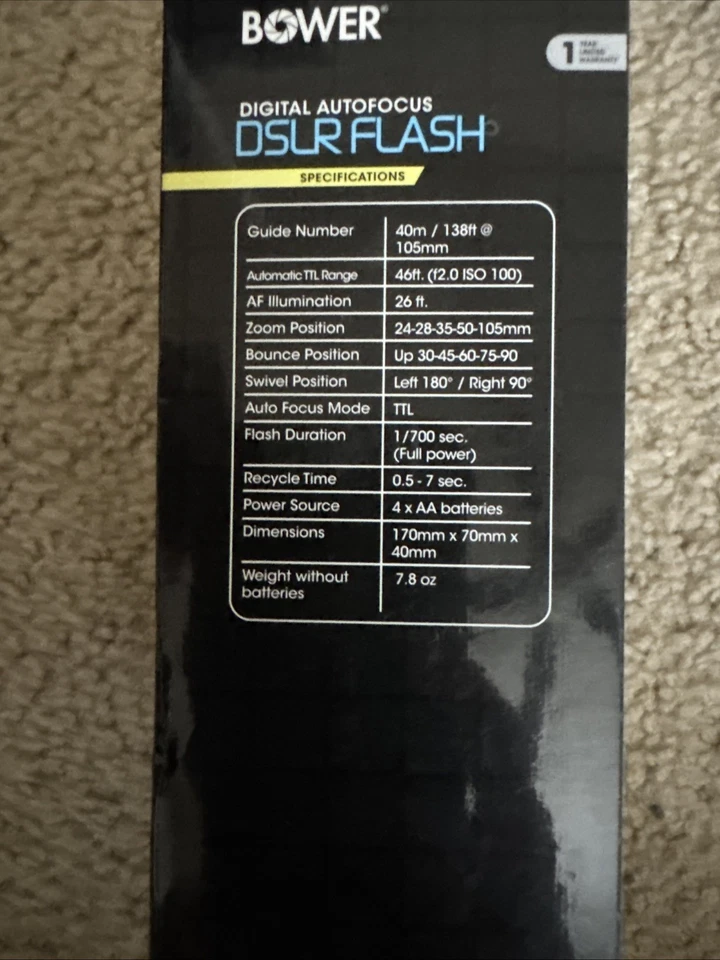 BOWER®
1 YEAR
LIMITED
WARRANTY
DIGITAL AUTOFOCUS
DSLR FLASH
SPECIFICATIONS
Guide Number 40m / 138ft @
105mm
Automatic TTL Range 46ft. (f2.0 ISO 100)
AF Illumination 26 ft.
Zoom Position 24-28-35-50-105mm
Bounce Position Up 30-45-60-75-90
Swivel Position Left 180° / Right 90°
Auto Focus Mode TTL
Flash Duration 1/700 sec.
(Full power)
Recycle Time 0.5 - 7 sec.
Power Source 4 x AA batteries
Dimensions 170mm x 70mm x
40mm
Weight without 7.8 oz
batteries